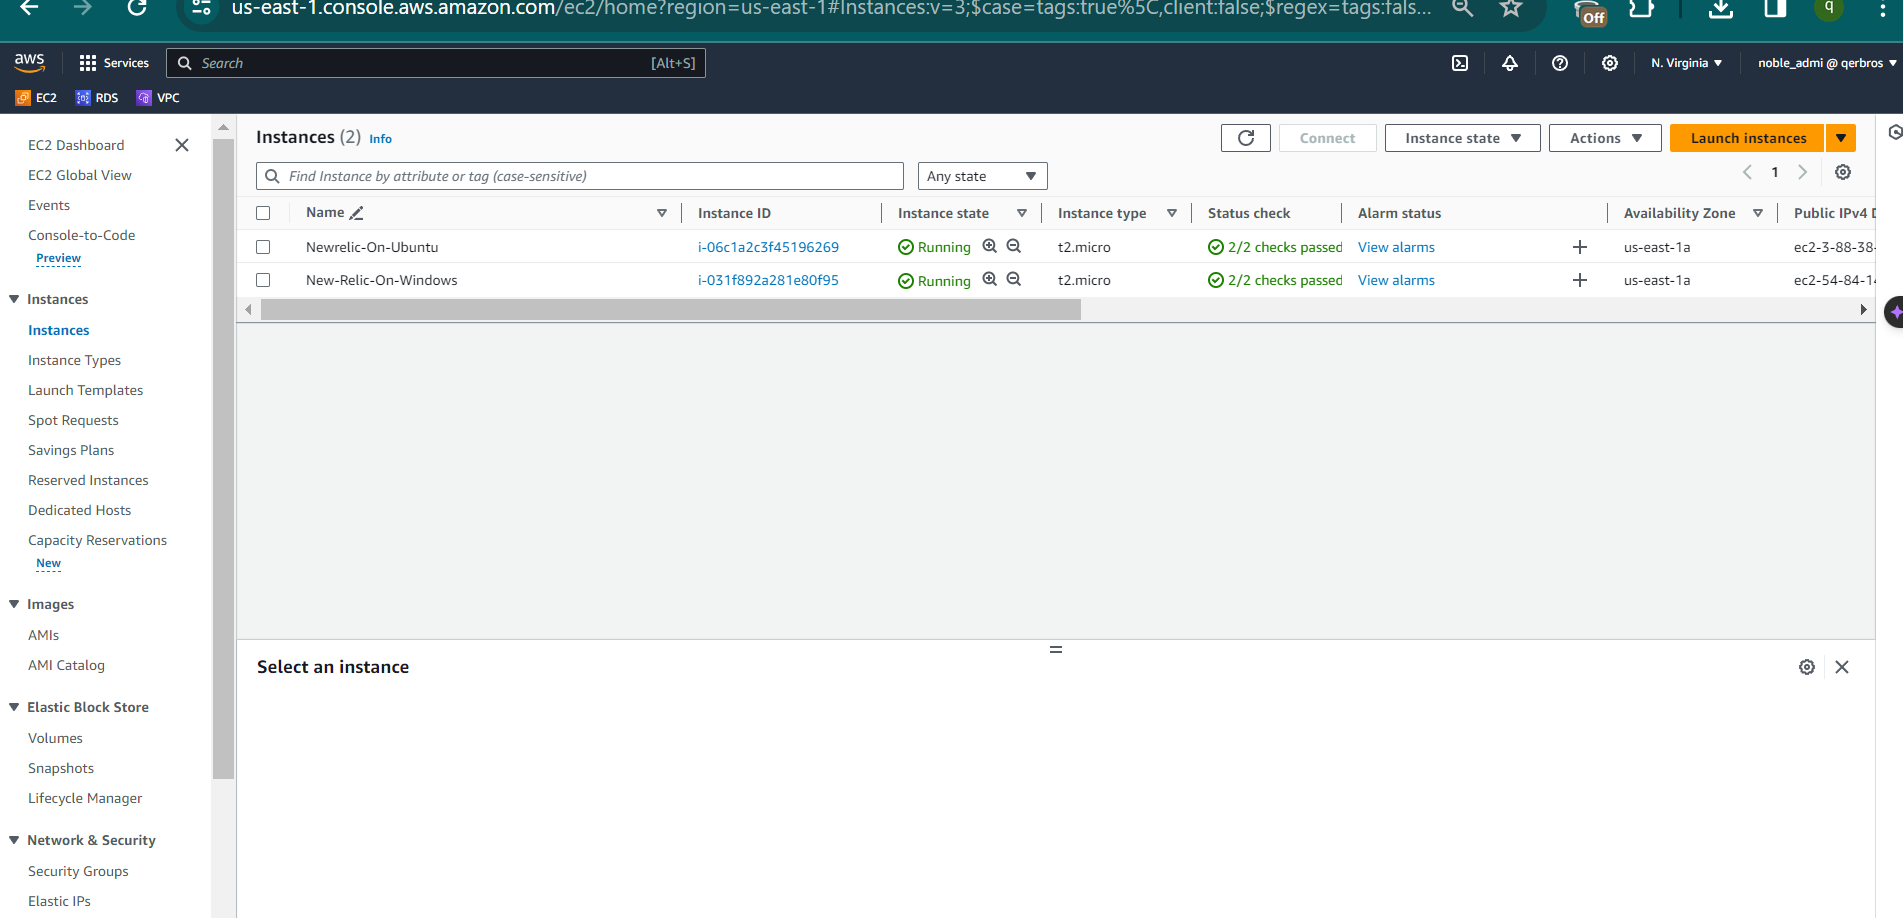 us-east-1.console.aws.amazon.com/ec2/home?region=us-east-1#Instances:v=3;$case=tags:true%5C,client:false;$regex=tags:fals...
Off
q
aws
Services
Search
[Alt+S]
N. Virginia
noble_admi @ qerbros
EC2
RDS
VPC
EC2 Dashboard
EC2 Global View
Events
Console-to-Code
Preview
Instances
Instances
Instance Types
Launch Templates
Spot Requests
Savings Plans
Reserved Instances
Dedicated Hosts
Capacity Reservations
New
Images
AMIs
AMI Catalog
Elastic Block Store
Volumes
Snapshots
Lifecycle Manager
Network & Security
Security Groups
Elastic IPs
Instances (2) Info
Connect
Instance state
Actions
Launch instances
Find Instance by attribute or tag (case-sensitive)
Any state
1
Name Instance ID Instance state Instance type Status check Alarm status Availability Zone Public IPv4 D
Newrelic-On-Ubuntu i-06c1a2c3f45196269 Running t2.micro 2/2 checks passed View alarms + us-east-1a ec2-3-88-38-
New-Relic-On-Windows i-031f892a281e80f95 Running t2.micro 2/2 checks passed View alarms + us-east-1a ec2-54-84-14
Select an instance